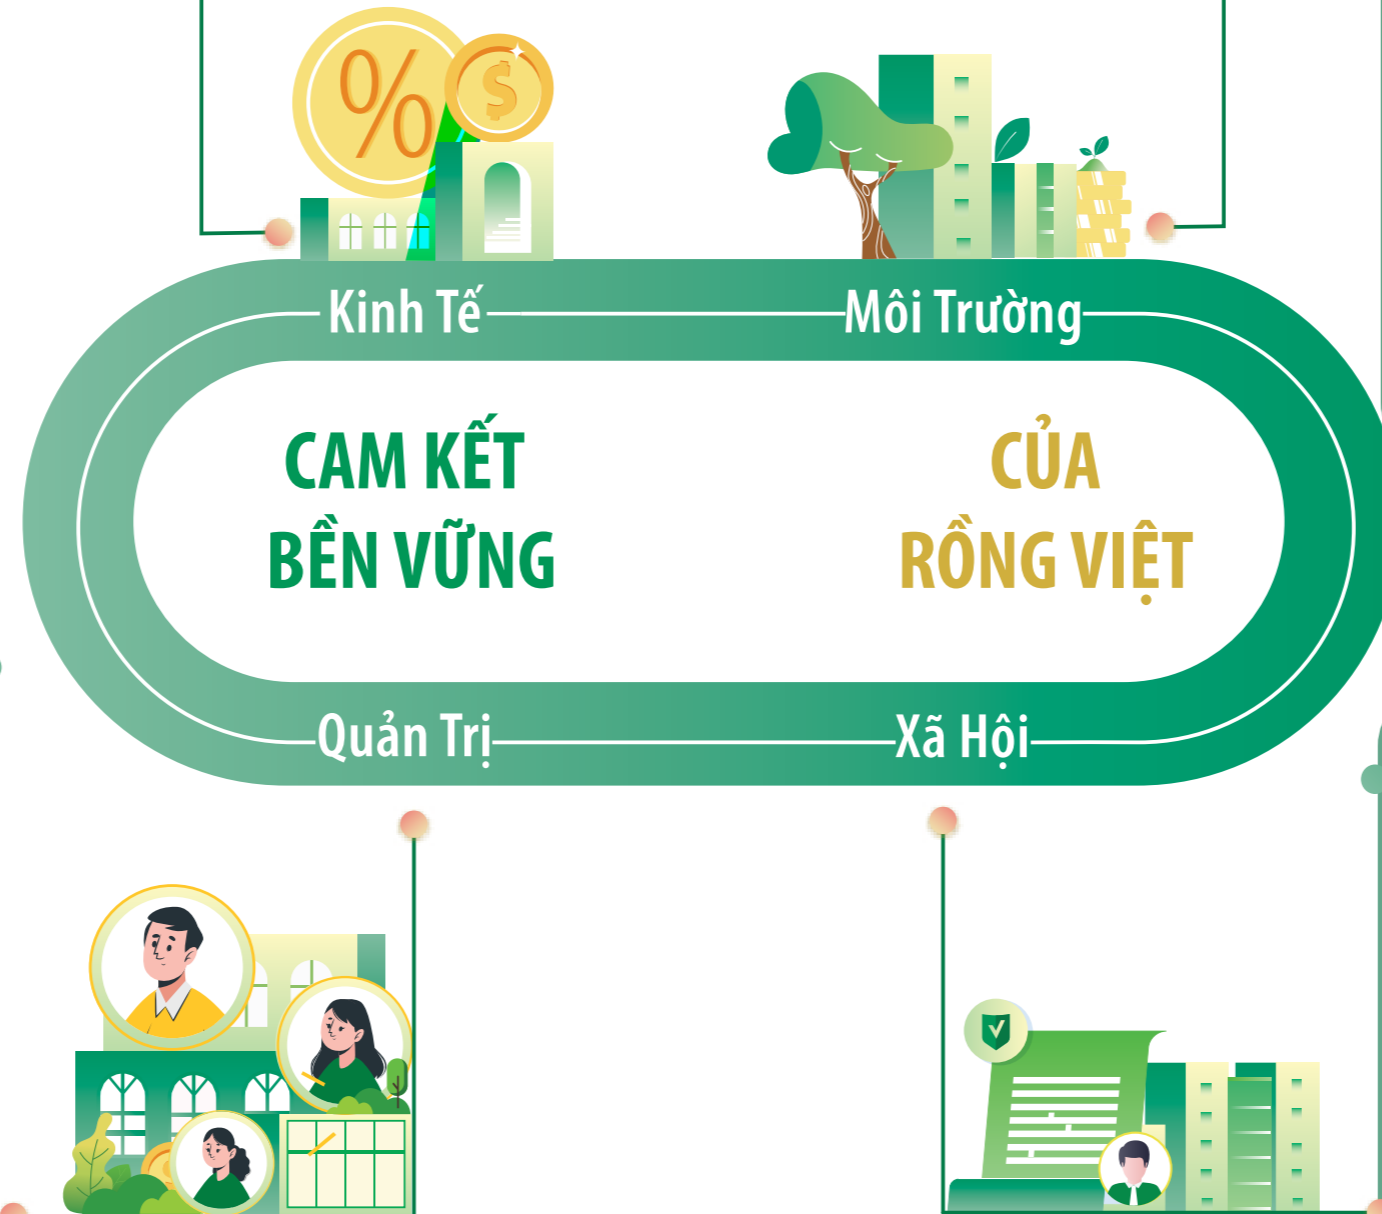 %
$
Kinh Tế
Môi Trường
CAM KẾT
BỀN VỮNG
CỦA
RỒNG VIỆT
Quản Trị
Xã Hội